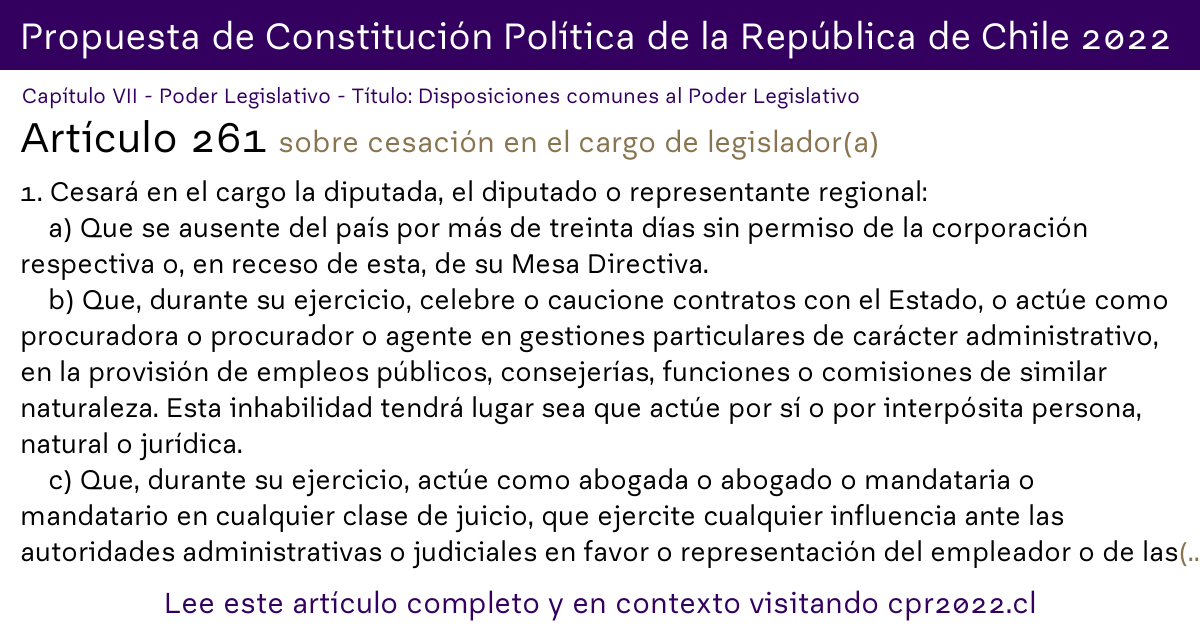 Propuesta de Constitución Política de la República de Chile 2022
Capítulo VII - Poder Legislativo - Título: Disposiciones comunes al Poder Legislativo
Artículo 261 sobre cesación en el cargo de legislador(a)
1. Cesará en el cargo la diputada, el diputado o representante regional:
a) Que se ausente del país por más de treinta días sin permiso de la corporación
respectiva o, en receso de esta, de su Mesa Directiva.
b) Que, durante su ejercicio, celebre o caucione contratos con el Estado, o actúe como
procuradora o procurador o agente en gestiones particulares de carácter administrativo,
en la provisión de empleos públicos, consejerías, funciones o comisiones de similar
naturaleza. Esta inhabilidad tendrá lugar sea que actúe por sí o por interpósita persona,
natural o jurídica.
c) Que, durante su ejercicio, actúe como abogada o abogado o mandataria o
mandatario en cualquier clase de juicio, que ejercite cualquier influencia ante las
autoridades administrativas o judiciales en favor o representación del empleador o de las(..
Lee este artículo completo y en contexto visitando cpr2022.cl